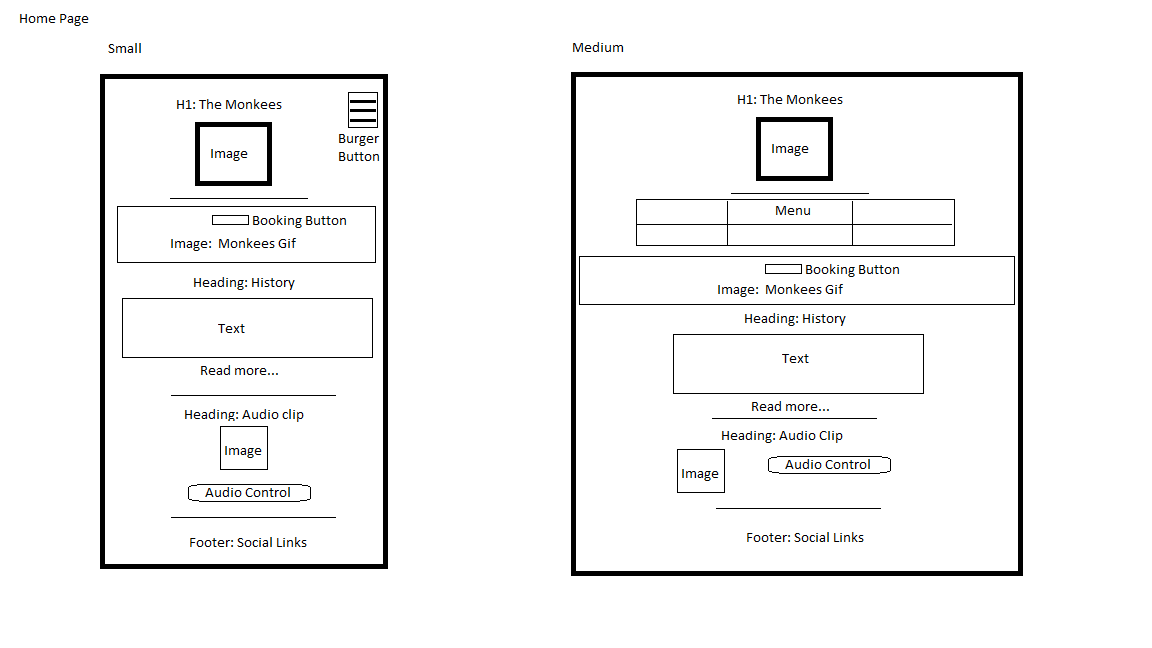 Home Page
Small
H1: The Monkees
Image
Burger
Button
Booking Button
Image:  Monkees Gif
Heading: History
Text
Read more...
Heading: Audio clip
Image
Audio Control
Footer: Social Links
Medium
H1: The Monkees
Image
Menu
Booking Button
Image:  Monkees Gif
Heading: History
Text
Read more...
Heading: Audio Clip
Image
Audio Control
Footer: Social Links